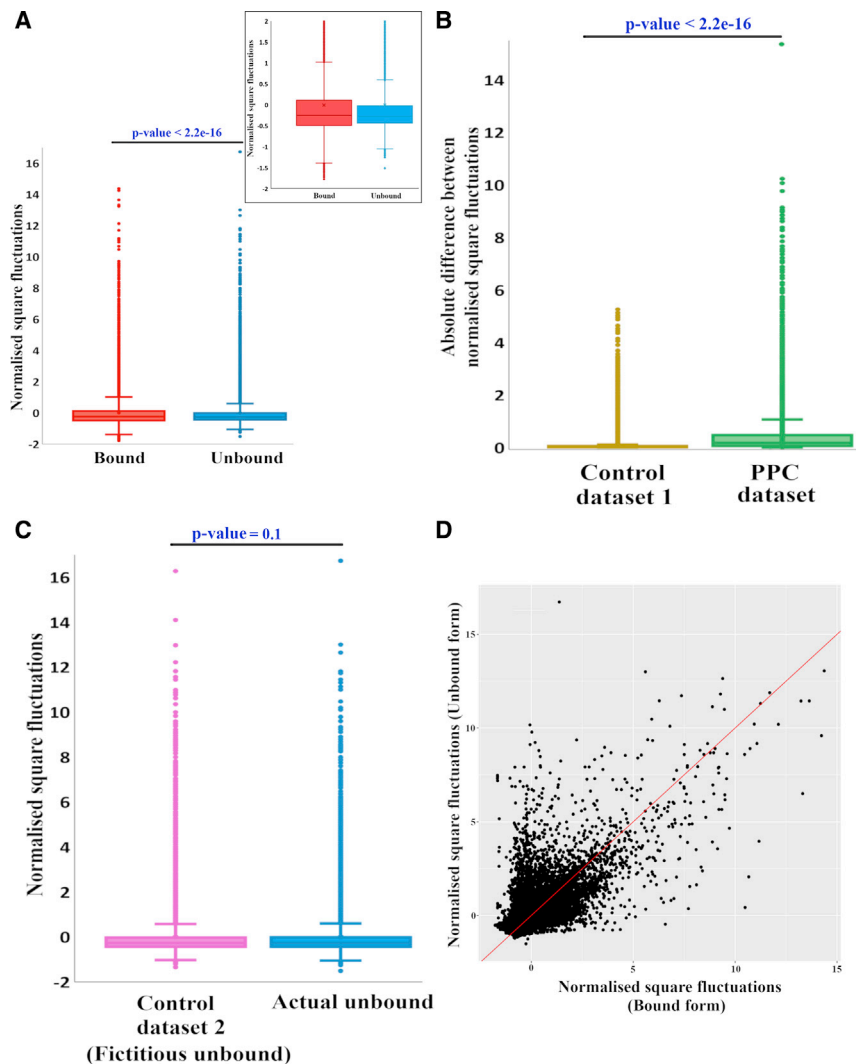 A
p-value < 2.2e-16
Normalised square fluctuations
16
14
12
10
8
6
4
2
0
-2
Bound
Unbound
Normalised square fluctuations
2
1.5
1
0.5
0
-0.5
-1
-1.5
-2
Bound
Unbound
B
p-value < 2.2e-16
Absolute difference between
normalised square fluctuations
14
12
10
8
6
4
2
0
Control
dataset 1
PPC
dataset
C
p-value = 0.1
Normalised square fluctuations
16
14
12
10
8
6
4
2
0
-2
Control
dataset 2
(Fictitious unbound)
Actual unbound
D
Normalised square fluctuations (Unbound form)
15
10
5
0
0
5
10
15
Normalised square fluctuations
(Bound form)